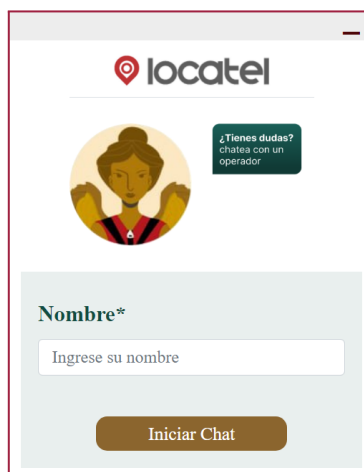 locatel
¿Tienes dudas?
chatea con un
operador
Nombre*
Ingrese su nombre
Iniciar Chat